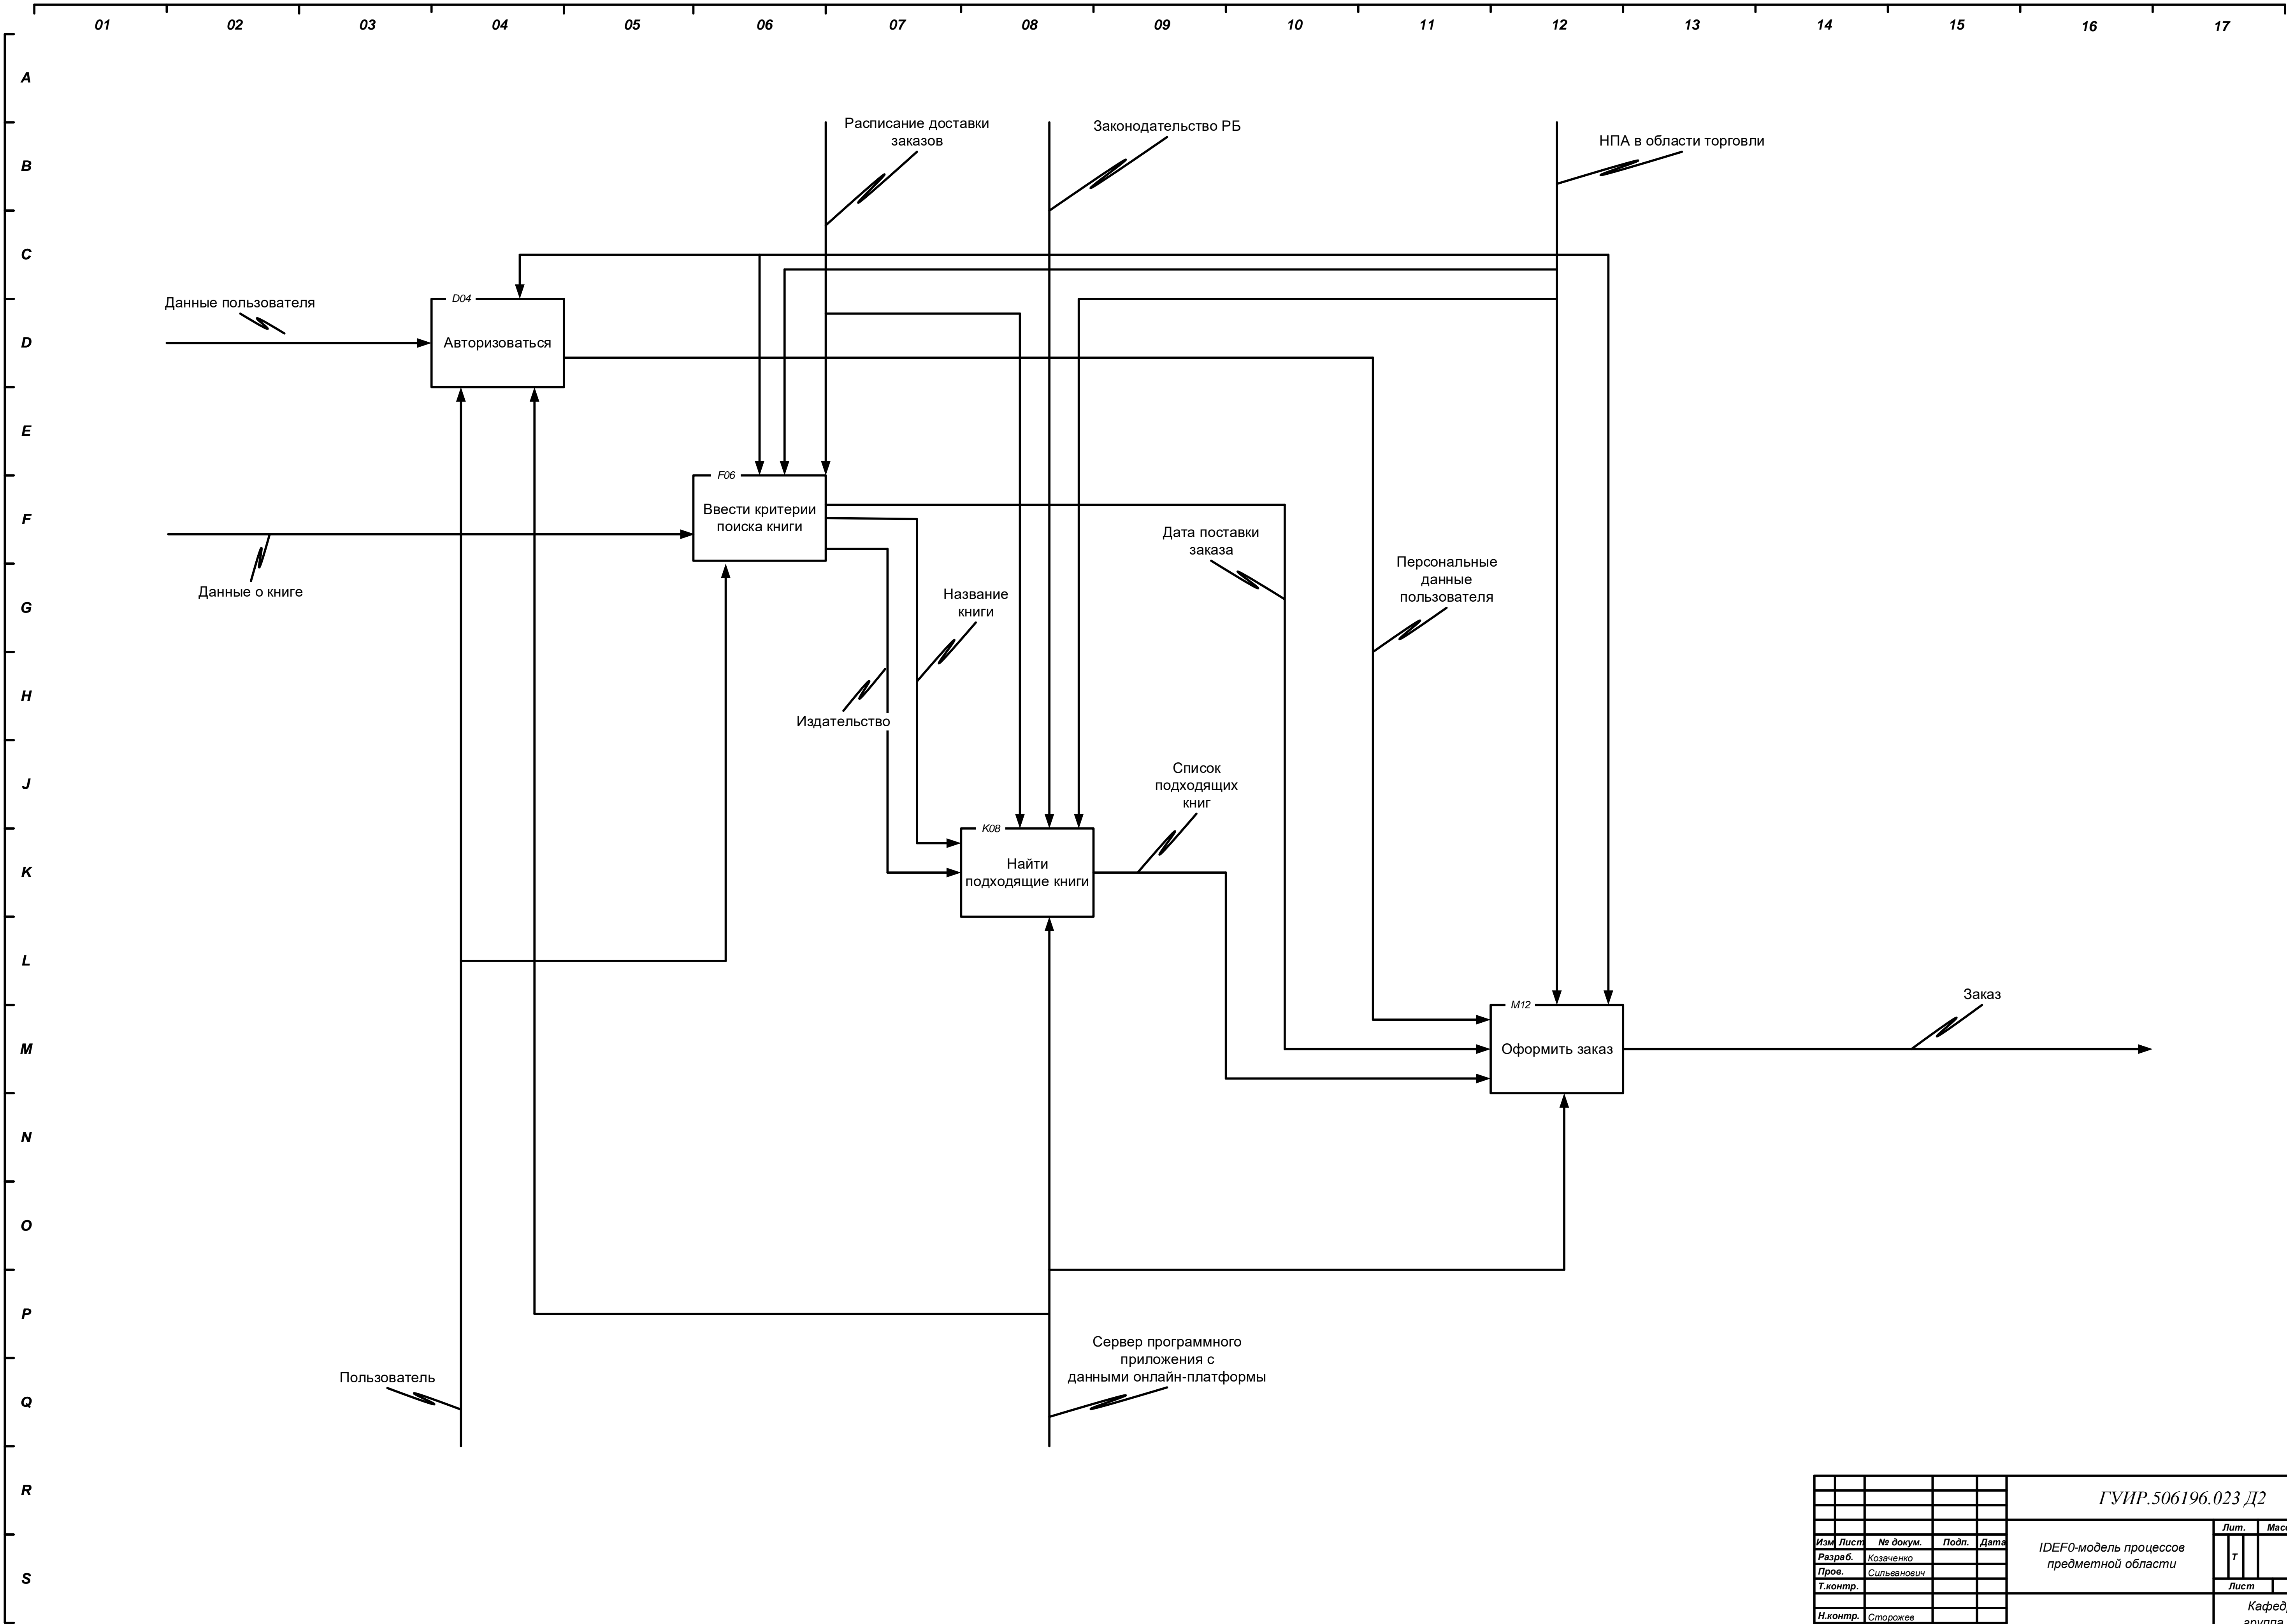 01 02 03 04 05 06 07 08 09 10 11 12 13 14 15 16 17
A
B
C
D
E
F
G
H
J
K
L
M
N
O
P
Q
R
S
Расписание доставки
заказов
Законодательство РБ
НПА в области торговли
Данные пользователя
D04
Авторизоваться
F06
Ввести критерии
поиска книги
Данные о книге
Дата поставки
заказа
Персональные
данные
пользователя
Название
книги
Издательство
Список
подходящих
книг
K08
Найти
подходящие книги
M12
Оформить заказ
Заказ
Пользователь
Сервер программного
приложения с
данными онлайн-платформы
ГУИР.506196.023 Д2
Лит. Масс
Изм Лист № докум. Подп. Дата
IDEF0-модель процессов
предметной области
Т
Разраб. Козаченко
Пров. Сильванович
Т.контр.
Лист
Кафед
Н.контр. Сторожев
группа